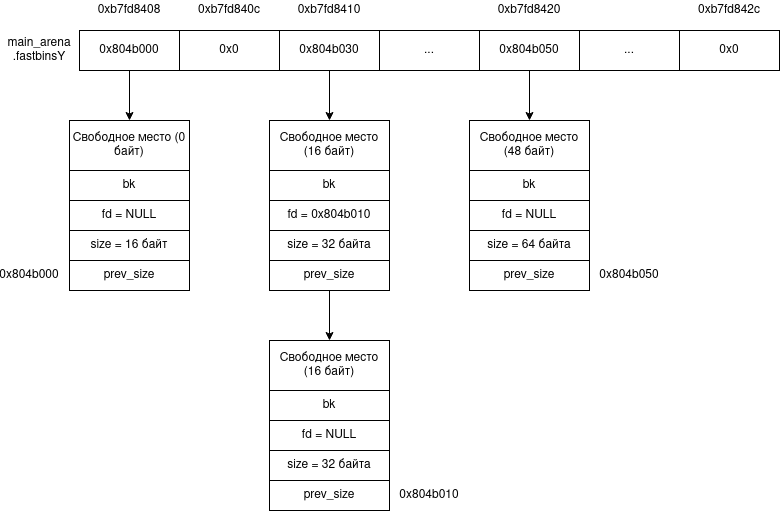 0xb7fd8408 0xb7fd840c 0xb7fd8410 0xb7fd8420 0xb7fd842c
main_arena
.fastbinsY
0x804b000 0x0 0x804b030 ... 0x804b050 ... 0x0
Свободное место (0
байт)
bk
fd = NULL
size = 16 байт
prev_size
0x804b000
Свободное место
(16 байт)
bk
fd = 0x804b010
size = 32 байта
prev_size
Свободное место
(48 байт)
bk
fd = NULL
size = 64 байта
prev_size
0x804b050
Свободное место
(16 байт)
bk
fd = NULL
size = 32 байта
prev_size
0x804b010